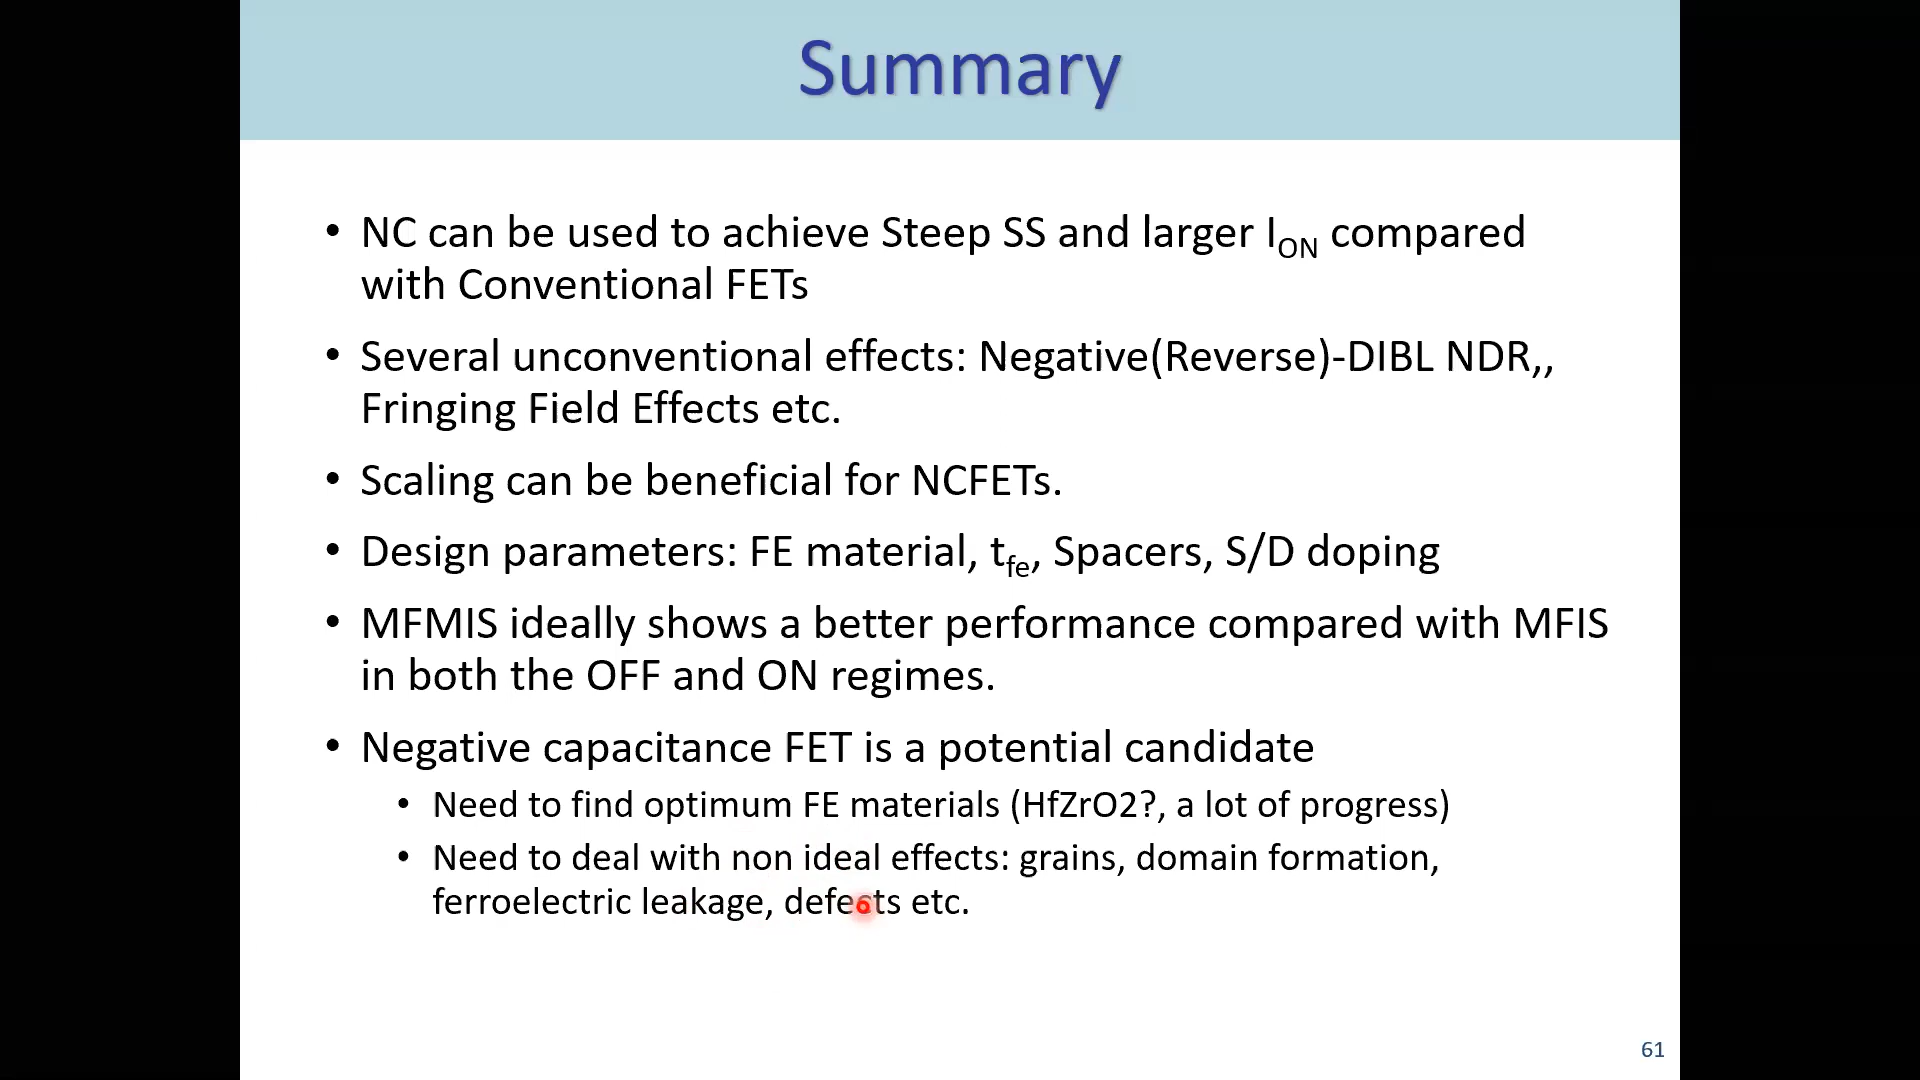 Summary
• NC can be used to achieve Steep SS and larger I_ON compared
with Conventional FETs
• Several unconventional effects: Negative(Reverse)-DIBL NDR,,
Fringing Field Effects etc.
• Scaling can be beneficial for NCFETs.
• Design parameters: FE material, t_fe, Spacers, S/D doping
• MFMIS ideally shows a better performance compared with MFIS
in both the OFF and ON regimes.
• Negative capacitance FET is a potential candidate
• Need to find optimum FE materials (HfZrO2?, a lot of progress)
• Need to deal with non ideal effects: grains, domain formation,
ferroelectric leakage, defects etc.
61